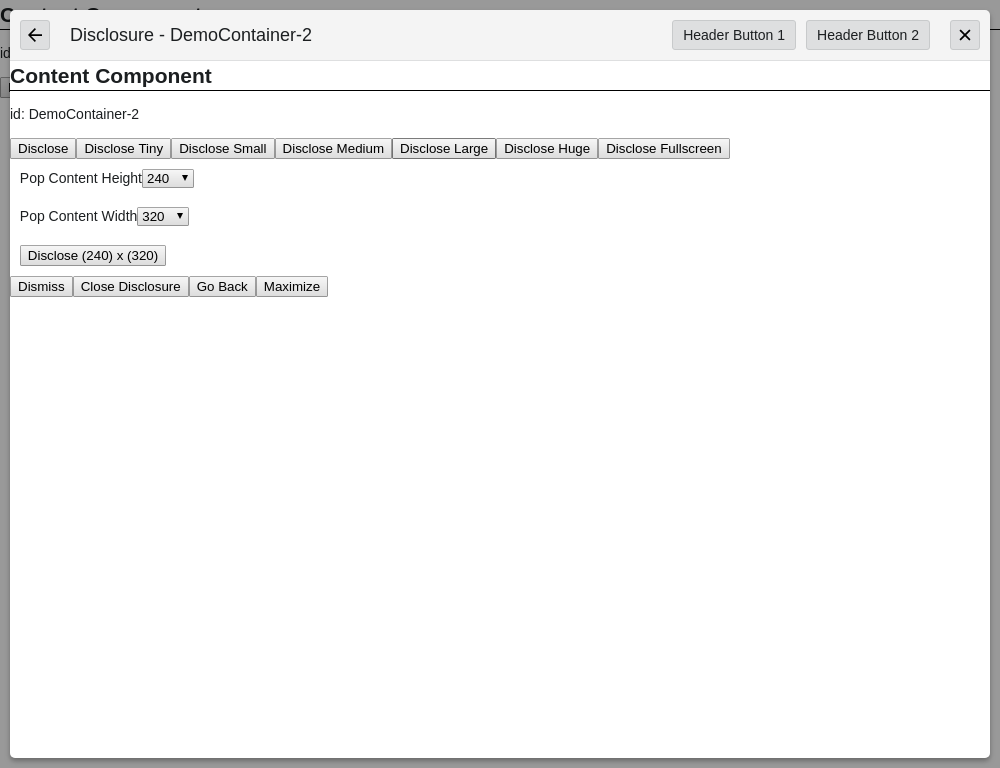 Disclosure - DemoContainer-2
Header Button 1
Header Button 2
Content Component
id: DemoContainer-2
Disclose
Disclose Tiny
Disclose Small
Disclose Medium
Disclose Large
Disclose Huge
Disclose Fullscreen
Pop Content Height 240
Pop Content Width 320
Disclose (240) x (320)
Dismiss
Close Disclosure
Go Back
Maximize